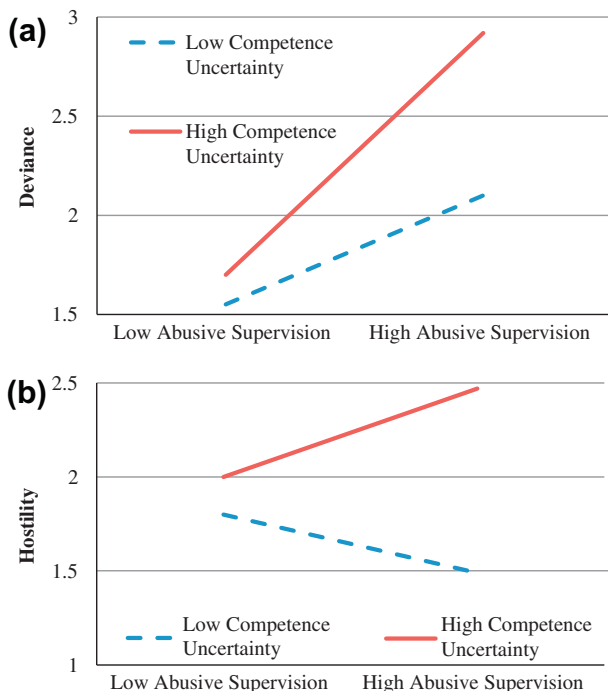 (a)
3
2.5
2
1.5
Deviance
Low Competence
Uncertainty
High Competence
Uncertainty
Low Abusive Supervision High Abusive Supervision
(b)
2.5
2
1.5
1
Hostility
Low Competence
Uncertainty
High Competence
Uncertainty
Low Abusive Supervision High Abusive Supervision